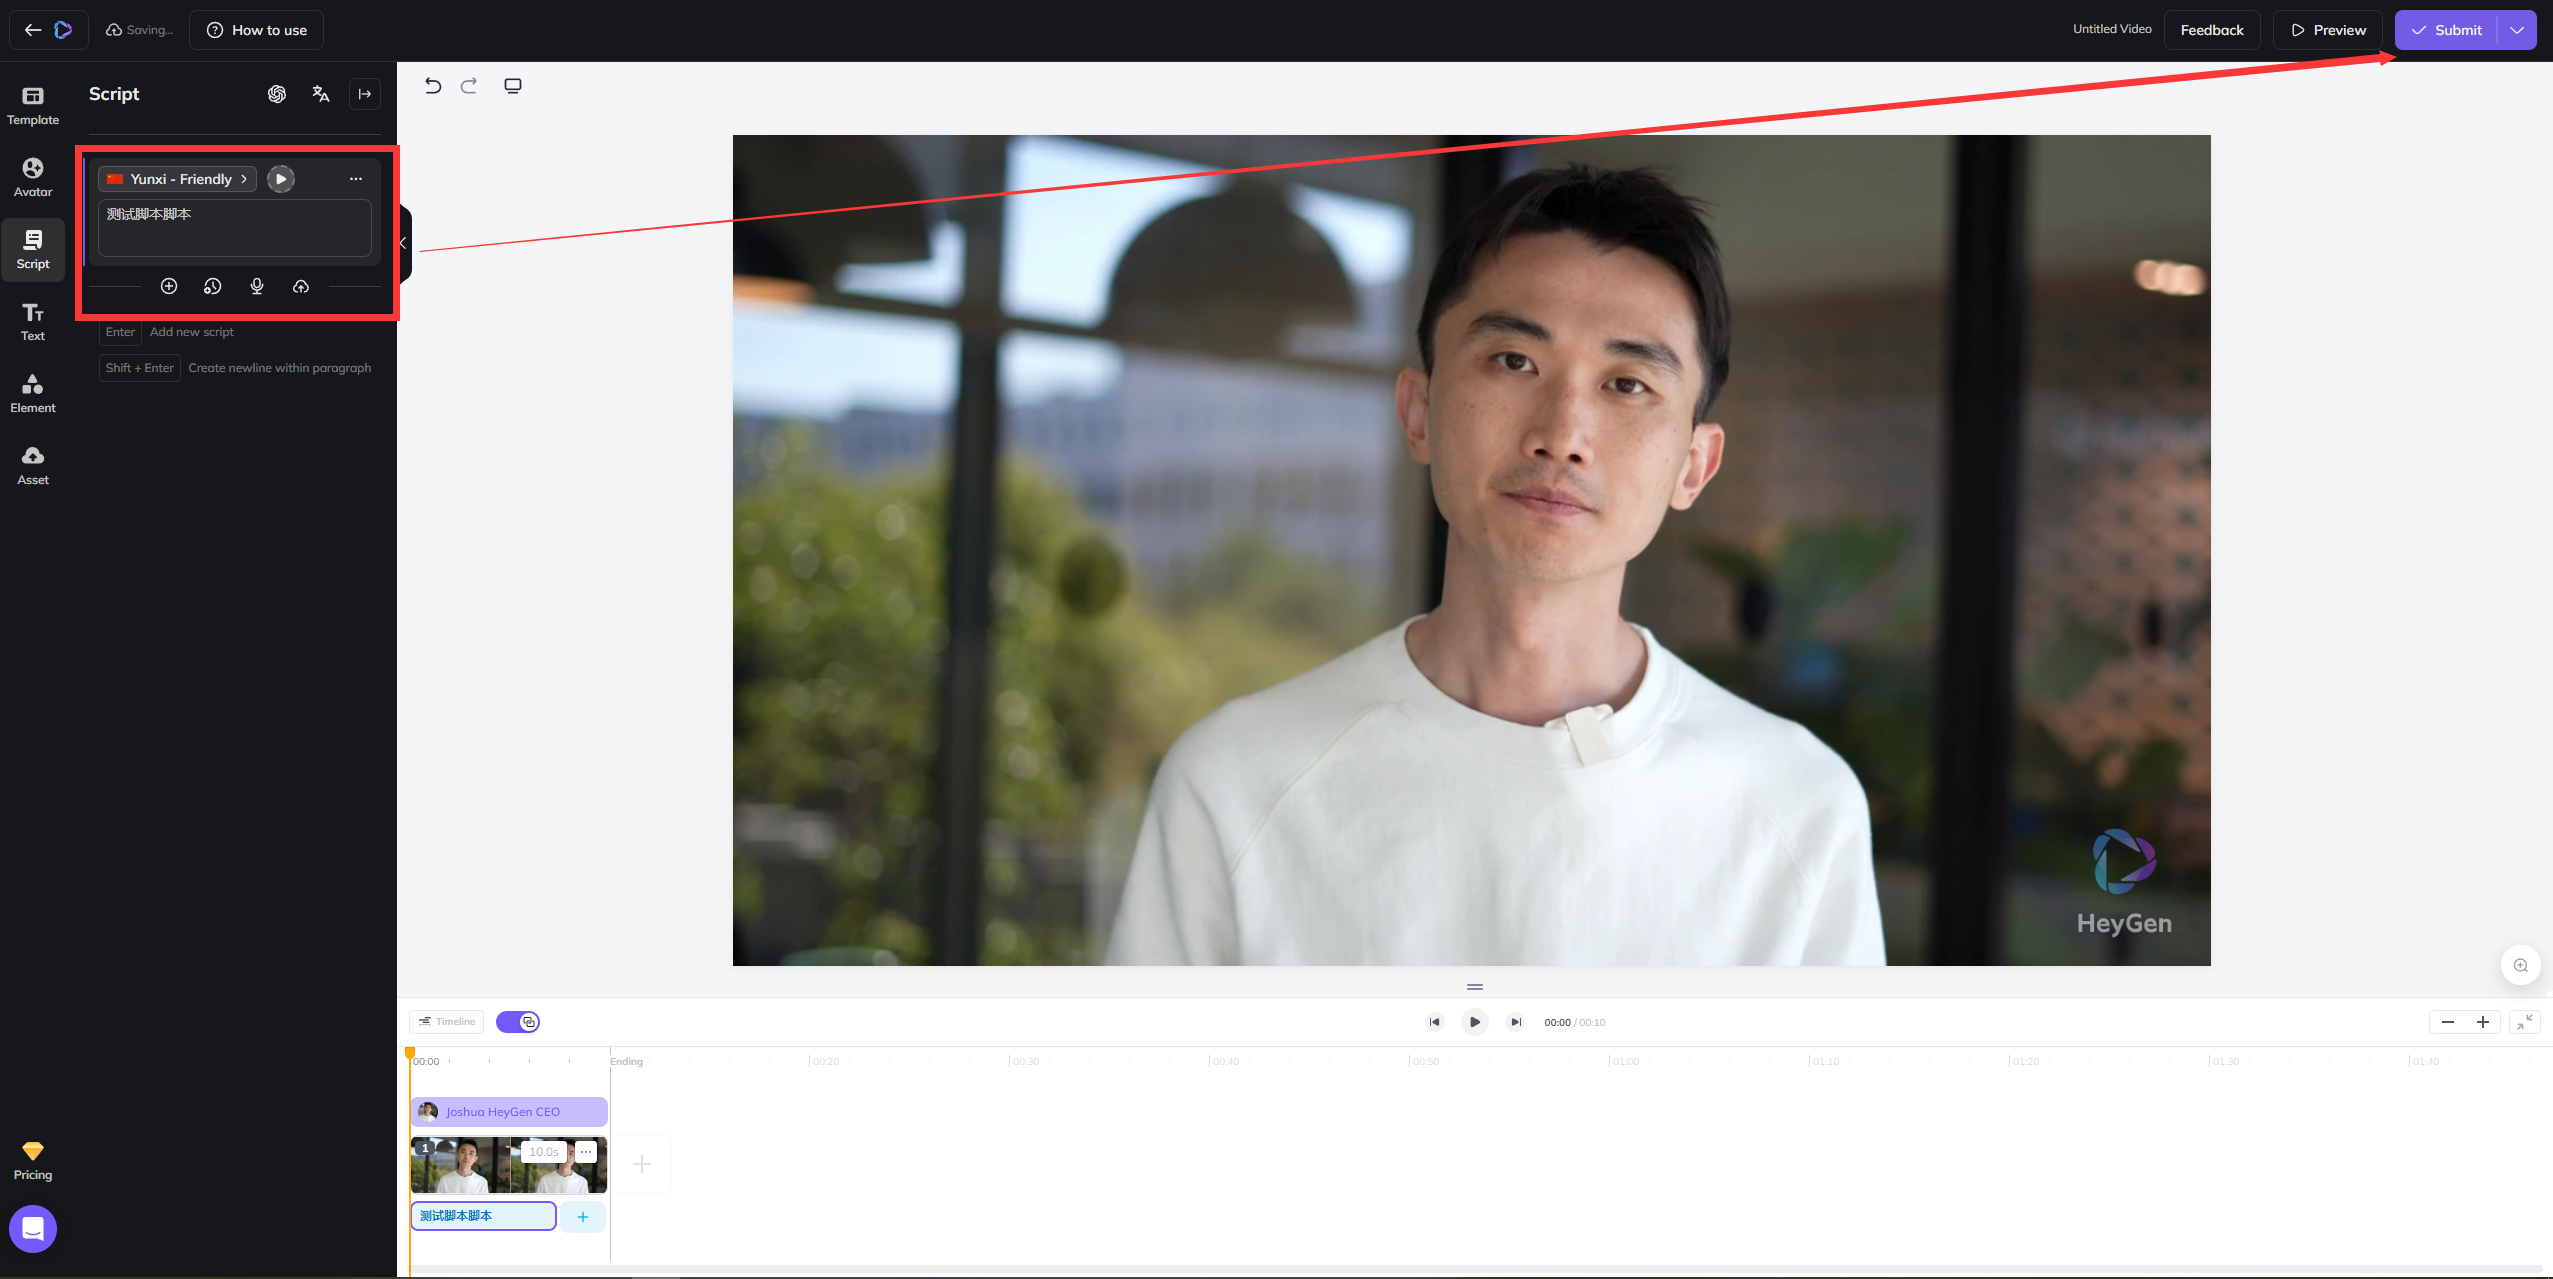 Saving...
How to use
Untitled Video
Feedback
Preview
Submit
Template
Avatar
Script
Text
Element
Asset
Pricing
Script
Yunxi - Friendly
测试脚本脚本
Enter Add new script
Shift + Enter Create newline within paragraph
HeyGen
Timeline
00:00 / 00:10
00:00 Ending 00:20 00:30 00:40 00:50 01:00 01:10 01:20 01:30 01:40
Joshua HeyGen CEO
1 10.0s
测试脚本脚本